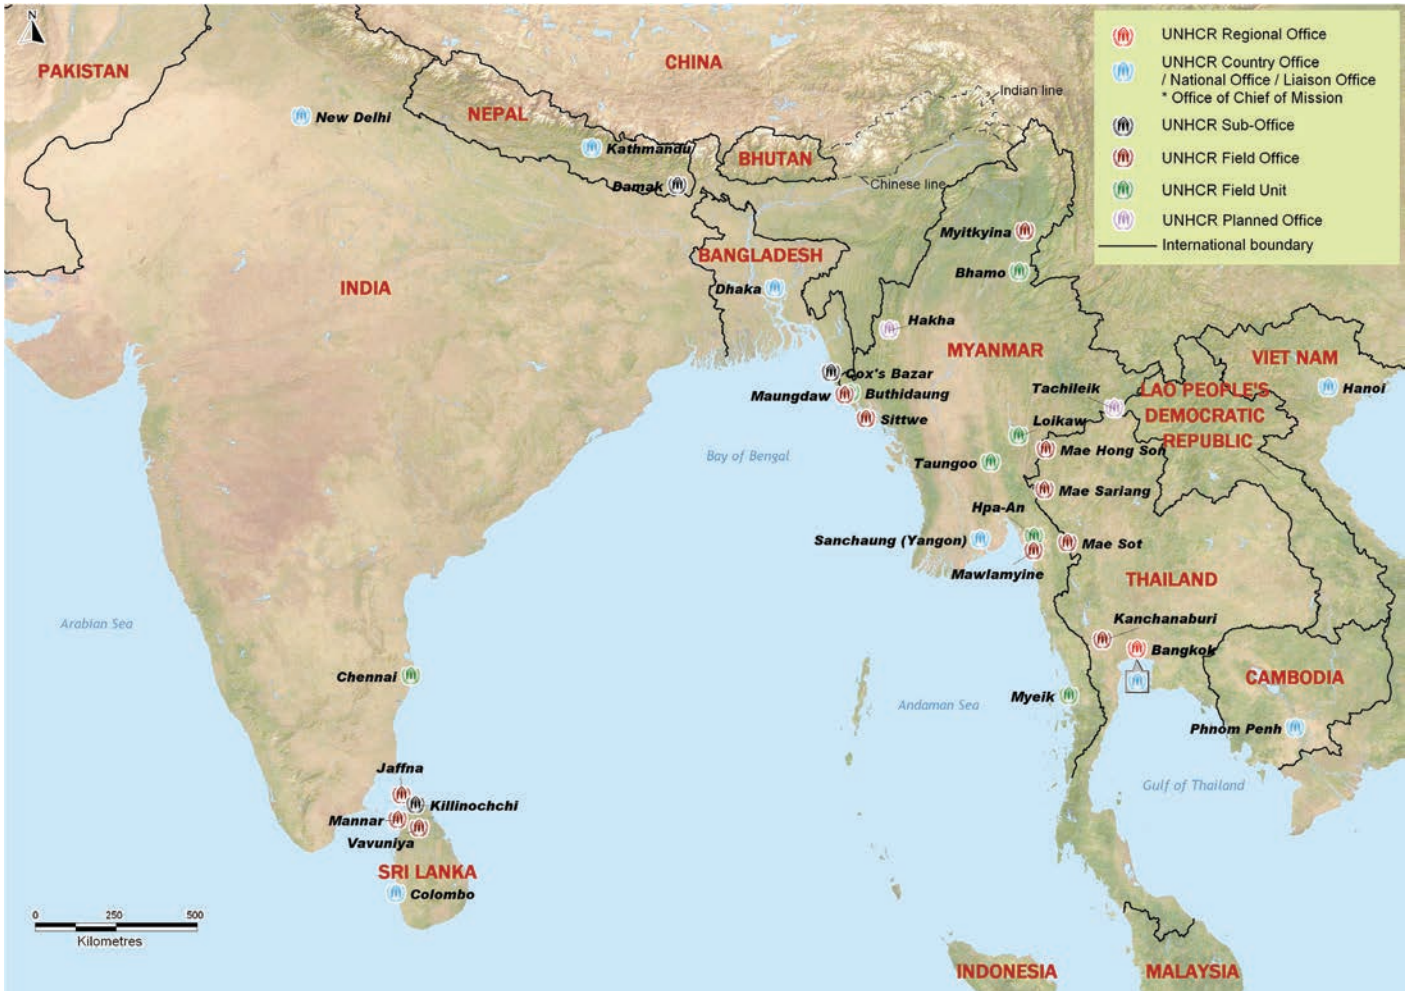 N
PAKISTAN
CHINA
UNHCR Regional Office
UNHCR Country Office
/ National Office / Liaison Office
* Office of Chief of Mission
UNHCR Sub-Office
UNHCR Field Office
UNHCR Field Unit
UNHCR Planned Office
International boundary
Indian line
NEPAL
New Delhi
Kathmandu
BHUTAN
Damak
Chinese line
Myitkyina
BANGLADESH
Bhamo
INDIA
Dhaka
Hakha
MYANMAR
VIET NAM
Cox's Bazar
Tachileik
LAO PEOPLE'S
DEMOCRATIC
REPUBLIC
Hanoi
Maungdaw
Buthidaung
Sittwe
Loikaw
Mae Hong Son
Bay of Bengal
Taungoo
Mae Sariang
Hpa-An
Sanchaung (Yangon)
Mae Sot
Mawlamyine
THAILAND
Arabian Sea
Kanchanaburi
Bangkok
Chennai
CAMBODIA
Myeik
Andaman Sea
Phnom Penh
Jaffna
Gulf of Thailand
Killinochchi
Mannar
Vavuniya
SRI LANKA
Colombo
0 250 500
Kilometres
INDONESIA
MALAYSIA